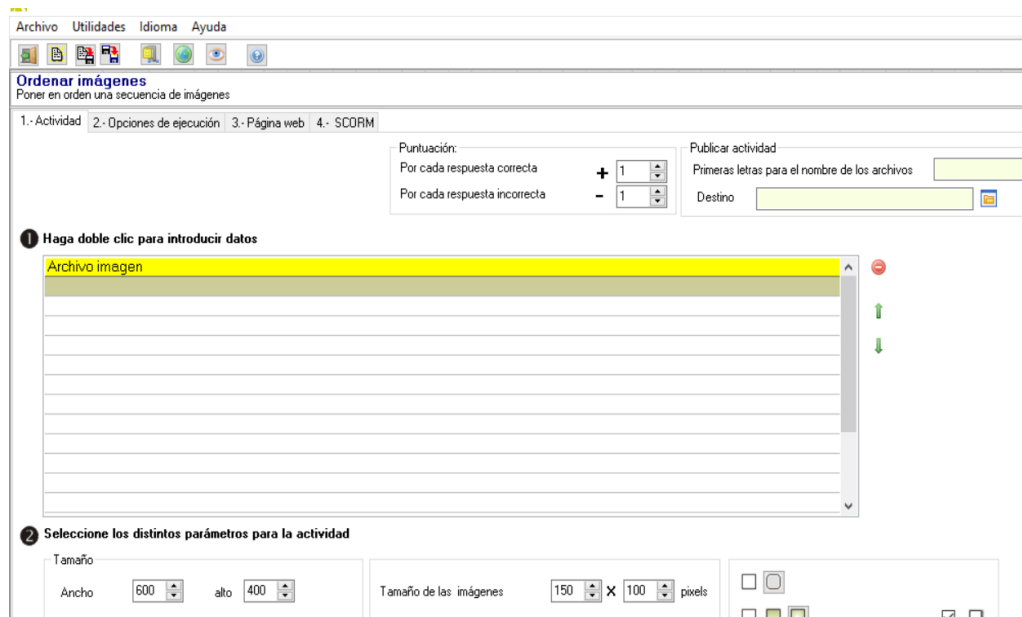 Archivo Utilidades Idioma Ayuda
Ordenar imágenes
Poner en orden una secuencia de imágenes
1.- Actividad 2.- Opciones de ejecución 3.- Página web 4.- SCORM
Puntuación:
Por cada respuesta correcta + 1
Por cada respuesta incorrecta - 1
Publicar actividad
Primeras letras para el nombre de los archivos
Destino
1 Haga doble clic para introducir datos
Archivo imagen
2 Seleccione los distintos parámetros para la actividad
Tamaño
Ancho 600 alto 400
Tamaño de las imágenes 150 X 100 pixels